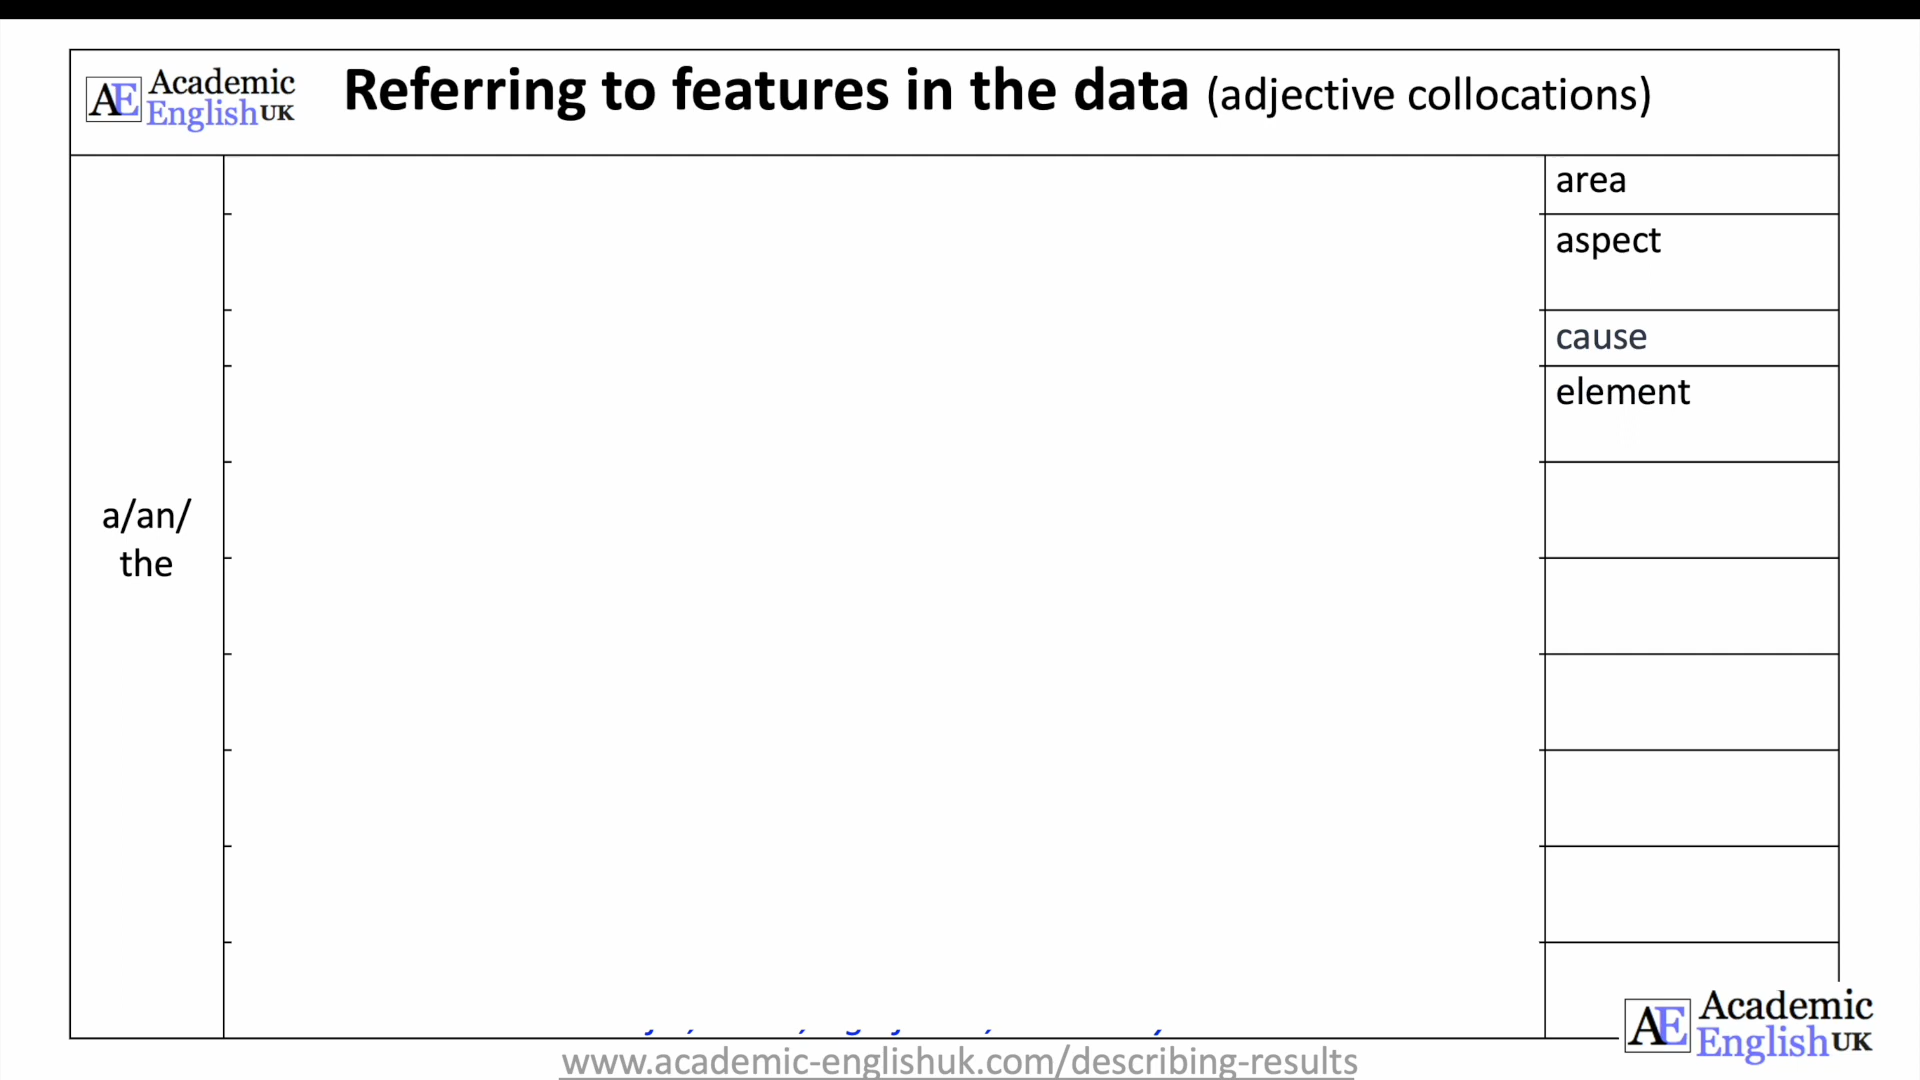 Academic
English UK
Referring to features in the data (adjective collocations)
area
aspect
cause
element
a/an/
the
Academic
English UK
www.academic-englishuk.com/describing-results